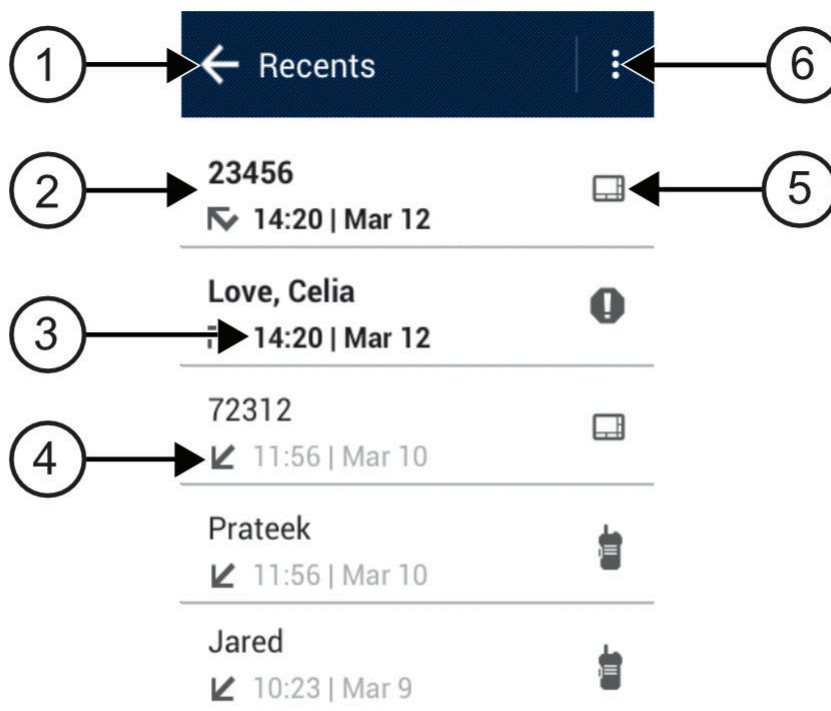 1
Recents
6
23456
2
5
14:20 | Mar 12
Love, Celia
3
14:20 | Mar 12
72312
4
11:56 | Mar 10
Prateek
11:56 | Mar 10
Jared
10:23 | Mar 9